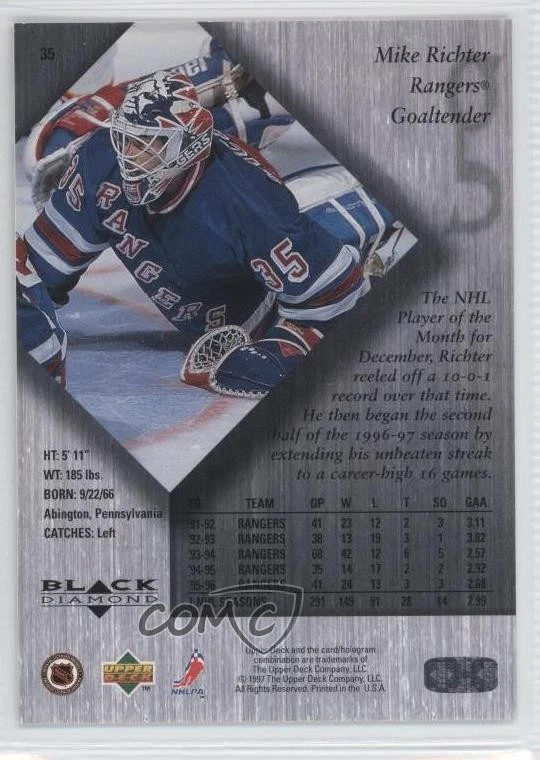 35
Mike Richter
Rangers®
Goaltender
35
RANGERS
35
The NHL
Player of the
Month for
December, Richter
reeled off a 10-0-1
record over that time.
He then began the second
half of the 1996-97 season by
extending his unbeaten streak
to a career-high 16 games.
HT: 5' 11"
WT: 185 lbs.
BORN: 9/22/66
Abington, Pennsylvania
CATCHES: Left
YR TEAM GP W L T SO GAA
'91-92 RANGERS 41 23 12 2 3 3.11
'92-93 RANGERS 38 13 19 3 1 3.82
'93-94 RANGERS 68 42 12 6 5 2.57
'94-95 RANGERS 35 14 17 2 2 2.92
'95-96 RANGERS 41 24 13 3 3 2.68
NHL SEASONS 291 149 91 28 14 2.99
BLACK
DIAMOND
COMC
NHL
UPPER
DECK
TM
NHLPA
Upper Deck and the card/hologram
combination are trademarks of
The Upper Deck Company, LLC.
© 1997 The Upper Deck Company, LLC.
All Rights Reserved. Printed in the U.S.A.